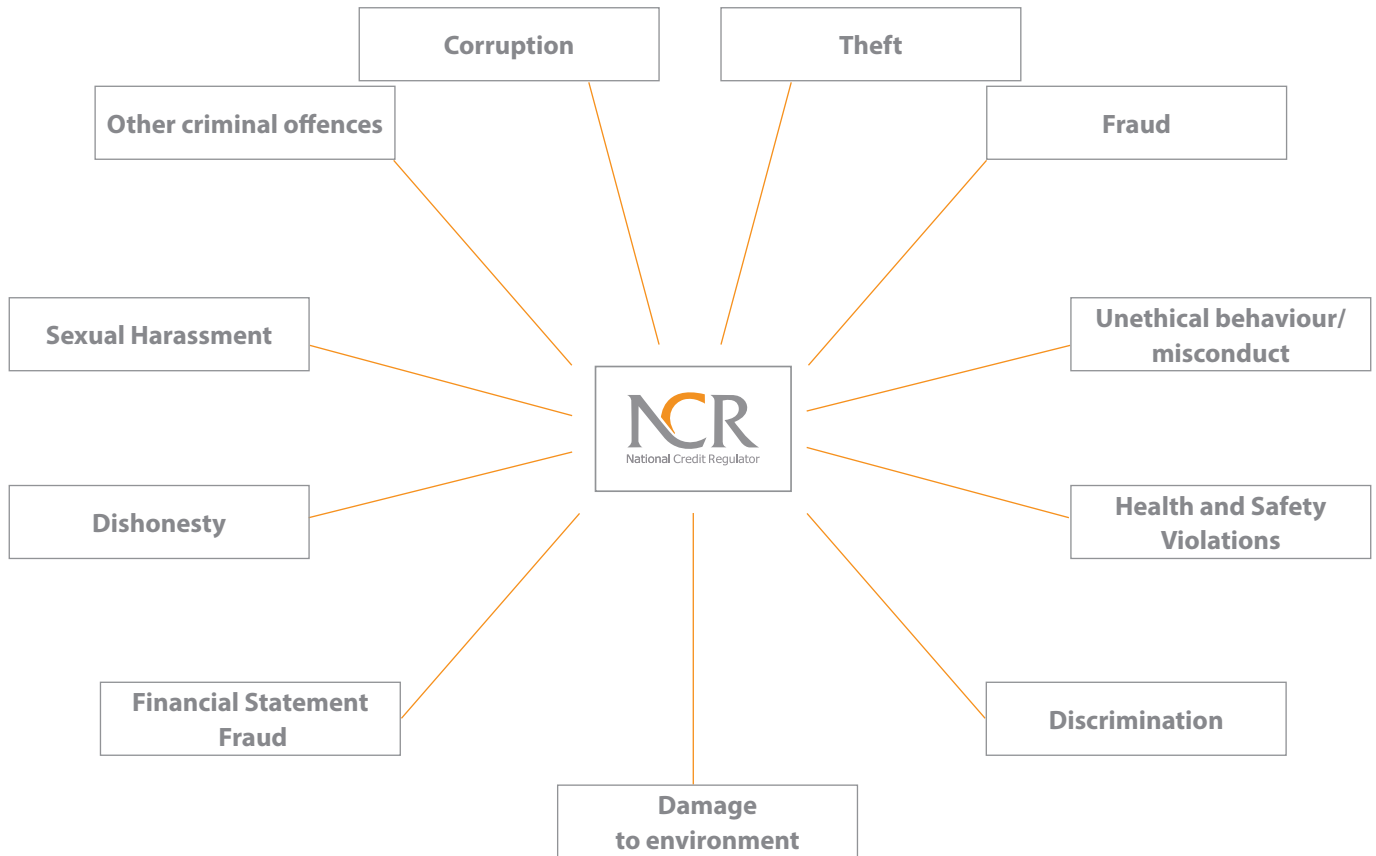 Corruption
Theft
Other criminal offences
Fraud
Sexual Harassment
Unethical behaviour/
misconduct
NCR
National Credit Regulator
Dishonesty
Health and Safety
Violations
Financial Statement
Fraud
Discrimination
Damage
to environment